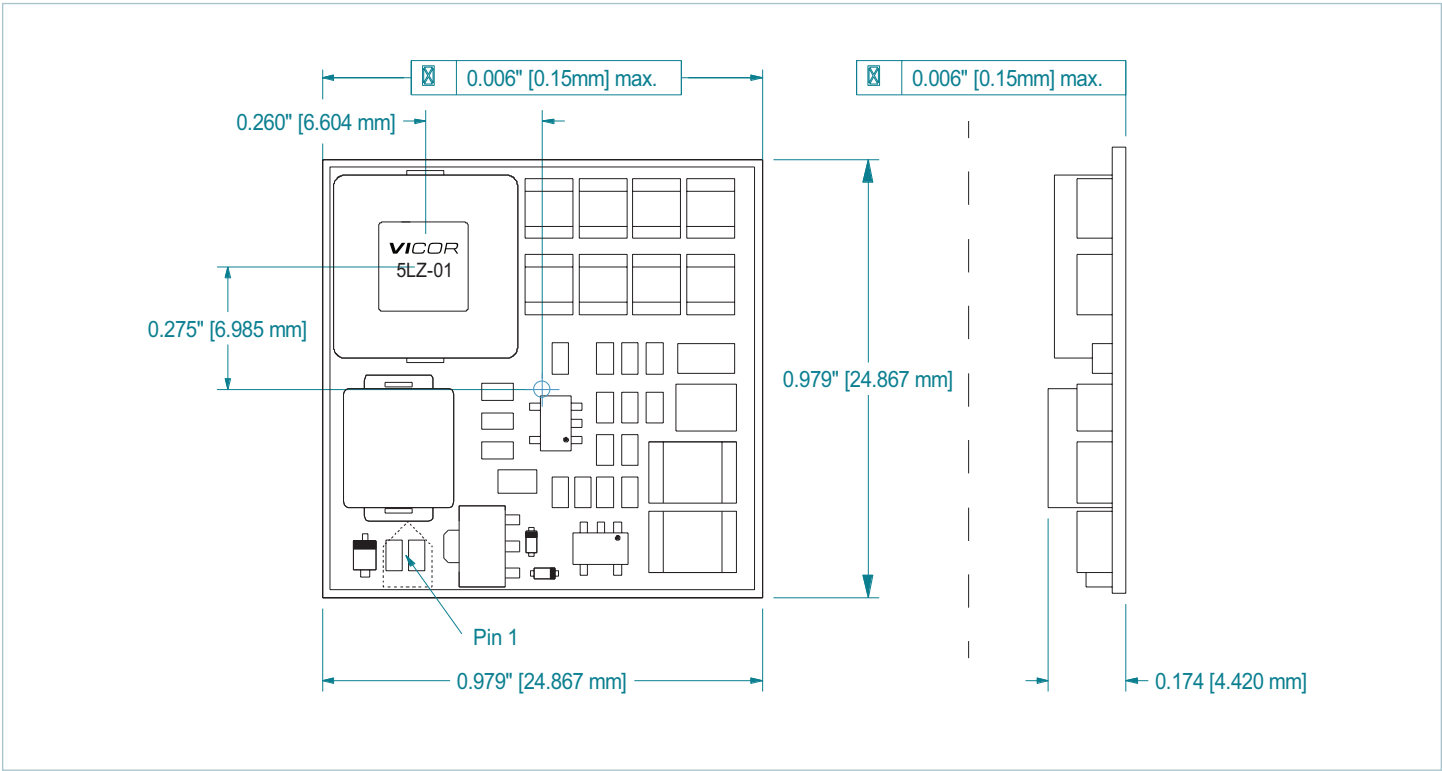 0.006" [0.15mm] max.
0.006" [0.15mm] max.
0.260" [6.604 mm]
VICOR
5LZ-01
0.275" [6.985 mm]
0.979" [24.867 mm]
Pin 1
0.979" [24.867 mm]
0.174 [4.420 mm]